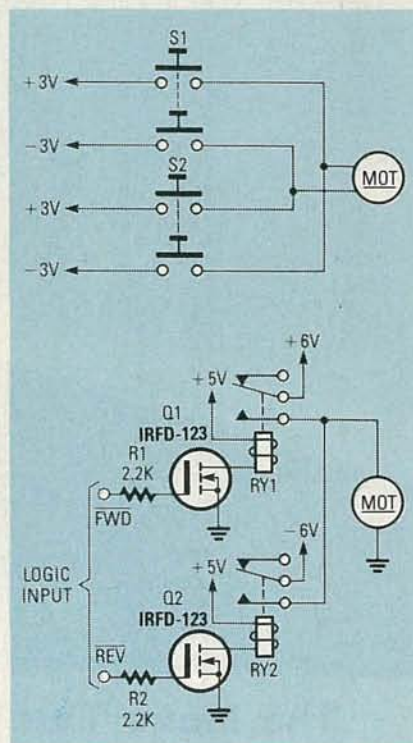 S1
+3V
-3V
MOT
S2
+3V
-3V
+6V
+5V
Q1
IRFD-123
R1
2.2K
RY1
FWD
MOT
-6V
LOGIC
INPUT
+5V
Q2
IRFD-123
RY2
REV
R2
2.2K